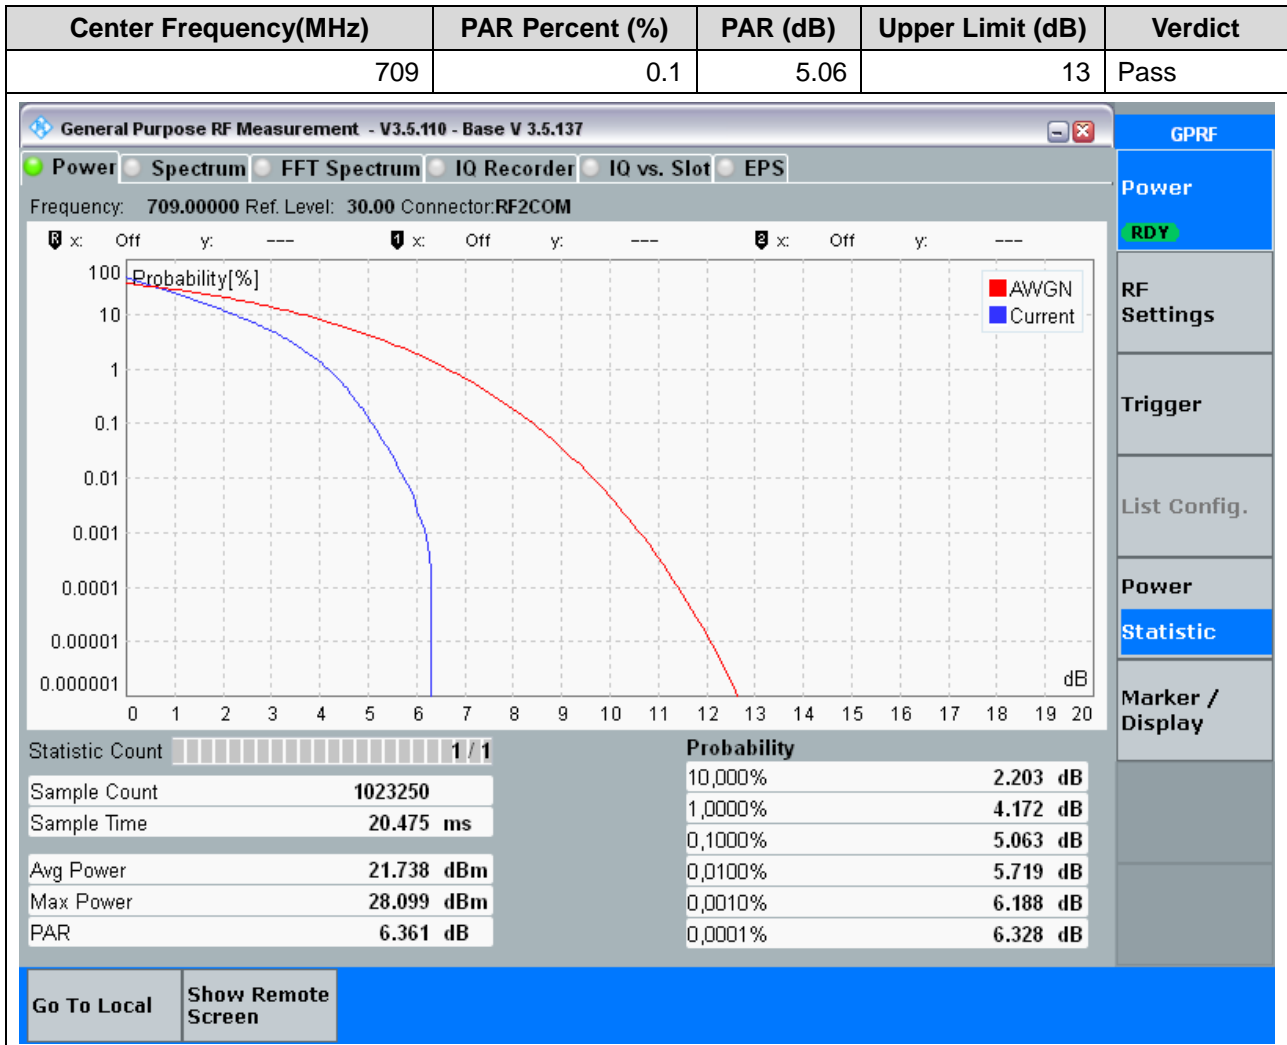 Center Frequency(MHz) PAR Percent (%) PAR (dB) Upper Limit (dB) Verdict
709 0.1 5.06 13 Pass
General Purpose RF Measurement - V3.5.110 - Base V 3.5.137
GPRF
Power Spectrum FFT Spectrum IQ Recorder IQ vs. Slot EPS
Power
RDY
Frequency: 709.00000 Ref. Level: 30.00 Connector:RF2COM
R x: Off y: --- 1 x: Off y: --- 2 x: Off y: ---
Probability[%]
AWGN
Current
100
10
1
0.1
0.01
0.001
0.0001
0.00001
0.000001
dB
0 1 2 3 4 5 6 7 8 9 10 11 12 13 14 15 16 17 18 19 20
RF
Settings
Trigger
List Config.
Power
Statistic
Marker /
Display
Statistic Count 1 / 1
Sample Count 1023250
Sample Time 20.475 ms
Avg Power 21.738 dBm
Max Power 28.099 dBm
PAR 6.361 dB
Probability
10,000% 2.203 dB
1,0000% 4.172 dB
0,1000% 5.063 dB
0,0100% 5.719 dB
0,0010% 6.188 dB
0,0001% 6.328 dB
Go To Local
Show Remote
Screen